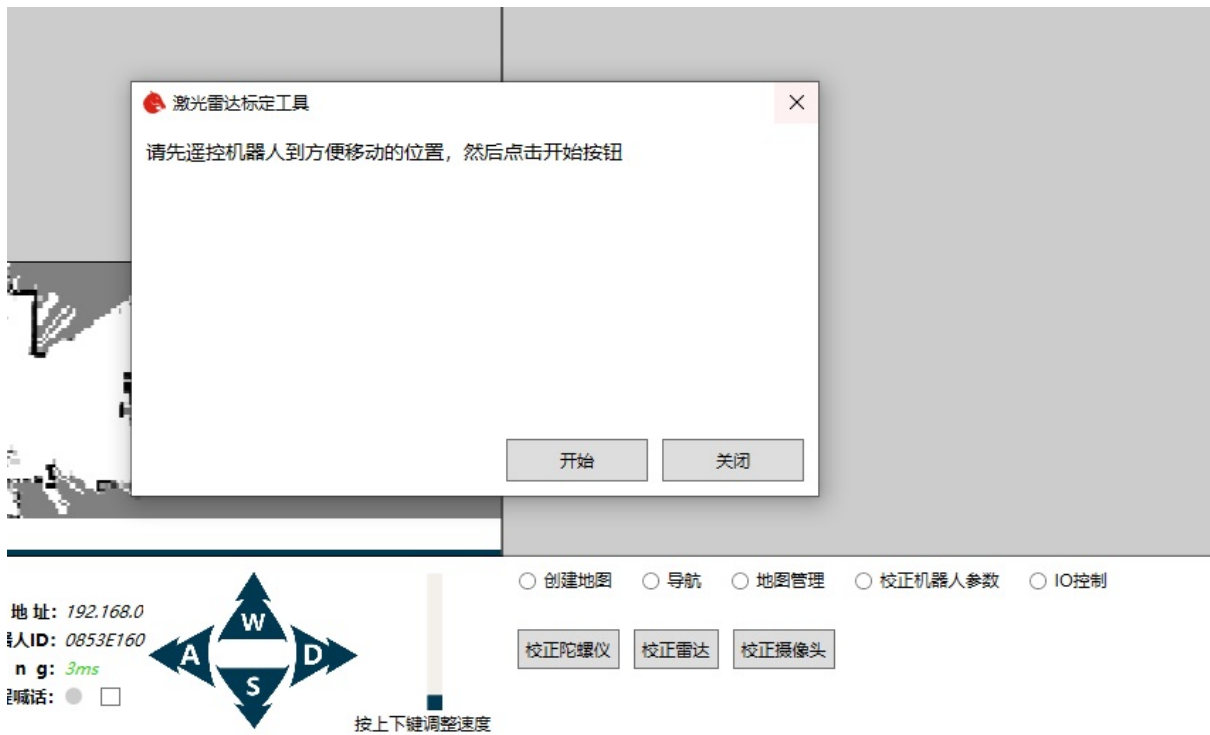 激光雷达标定工具
请先遥控机器人到方便移动的位置，然后点击开始按钮
开始
关闭
创建地图 导航 地图管理 校正机器人参数 IO控制
地 址: 192.168.0
人ID: 0853E160
n g: 3ms
喊话:
W
A
D
S
按上下键调整速度
校正陀螺仪 校正雷达 校正摄像头